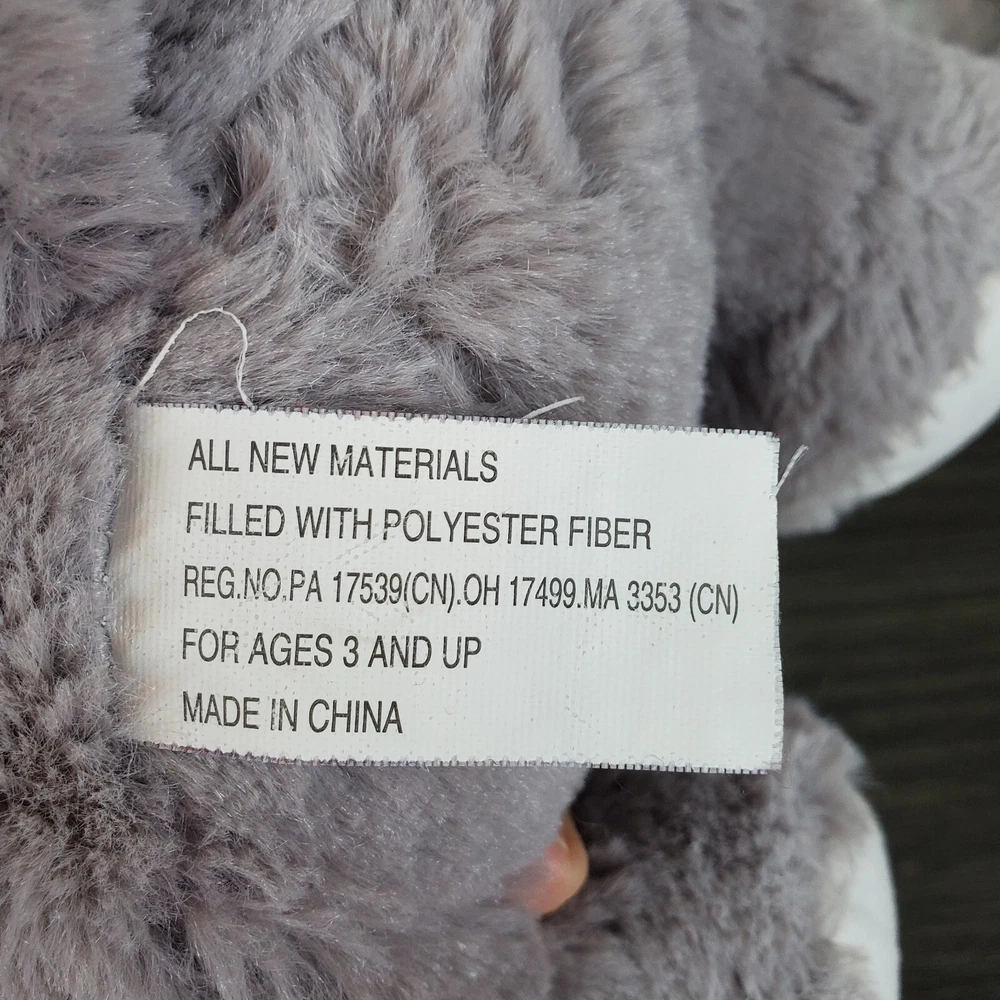 ALL NEW MATERIALS
FILLED WITH POLYESTER FIBER
REG.NO.PA 17539(CN).OH 17499.MA 3353 (CN)
FOR AGES 3 AND UP
MADE IN CHINA